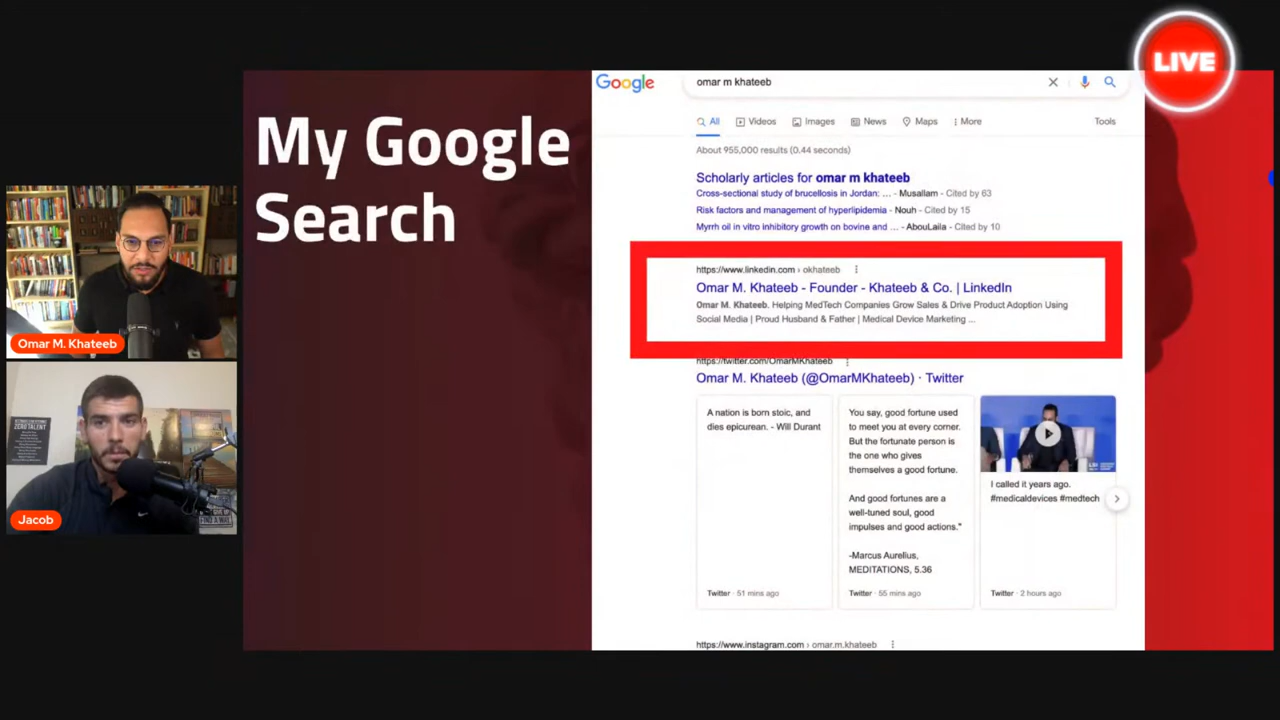 LIVE
My Google
Search
Google
omar m khateeb
All
Videos
Images
News
Maps
More
Tools
About 955,000 results (0.44 seconds)
Scholarly articles for omar m khateeb
Cross-sectional study of brucellosis in Jordan: ... - Musallam - Cited by 63
Risk factors and management of hyperlipidemia - Nouh - Cited by 15
Myrrh oil in vitro inhibitory growth on bovine and ... - AbouLaila - Cited by 10
https://www.linkedin.com › okhateeb
Omar M. Khateeb - Founder - Khateeb & Co. | LinkedIn
Omar M. Khateeb. Helping MedTech Companies Grow Sales & Drive Product Adoption Using
Social Media | Proud Husband & Father | Medical Device Marketing ...
https://twitter.com/OmarMKhateeb
Omar M. Khateeb (@OmarMKhateeb) · Twitter
A nation is born stoic, and
dies epicurean. - Will Durant
Twitter · 51 mins ago
You say, good fortune used
to meet you at every corner.
But the fortunate person is
the one who gives
themselves a good fortune.
And good fortunes are a
well-tuned soul, good
impulses and good actions."
-Marcus Aurelius,
MEDITATIONS, 5.36
Twitter · 55 mins ago
I called it years ago.
#medicaldevices #medtech
Twitter · 2 hours ago
https://www.instagram.com › omar.m.khateeb
Omar M. Khateeb
ZERO TALENT
FIND A WAY
Jacob